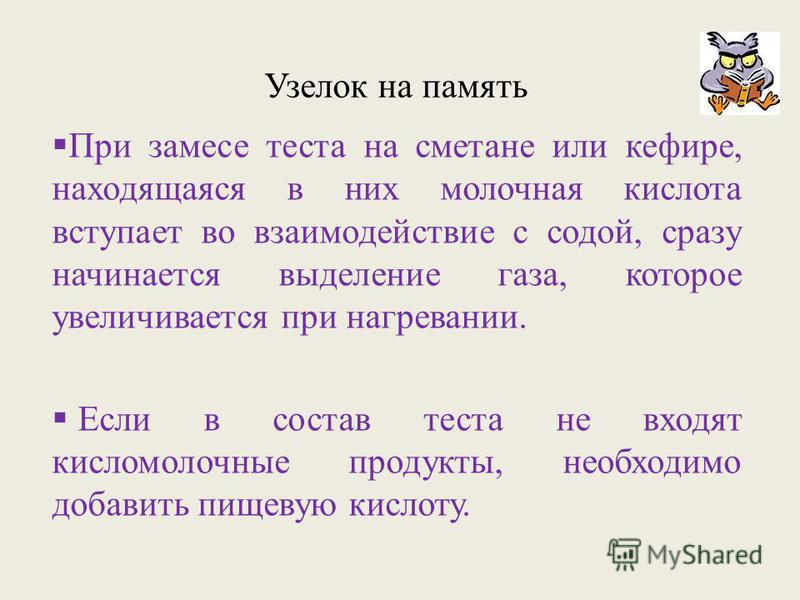 Узелок на память
▪При замесе теста на сметане или кефире,
находящаяся в них молочная кислота
вступает во взаимодействие с содой, сразу
начинается выделение газа, которое
увеличивается при нагревании.
▪ Если в состав теста не входят
кисломолочные продукты, необходимо
добавить пищевую кислоту.
MyShared